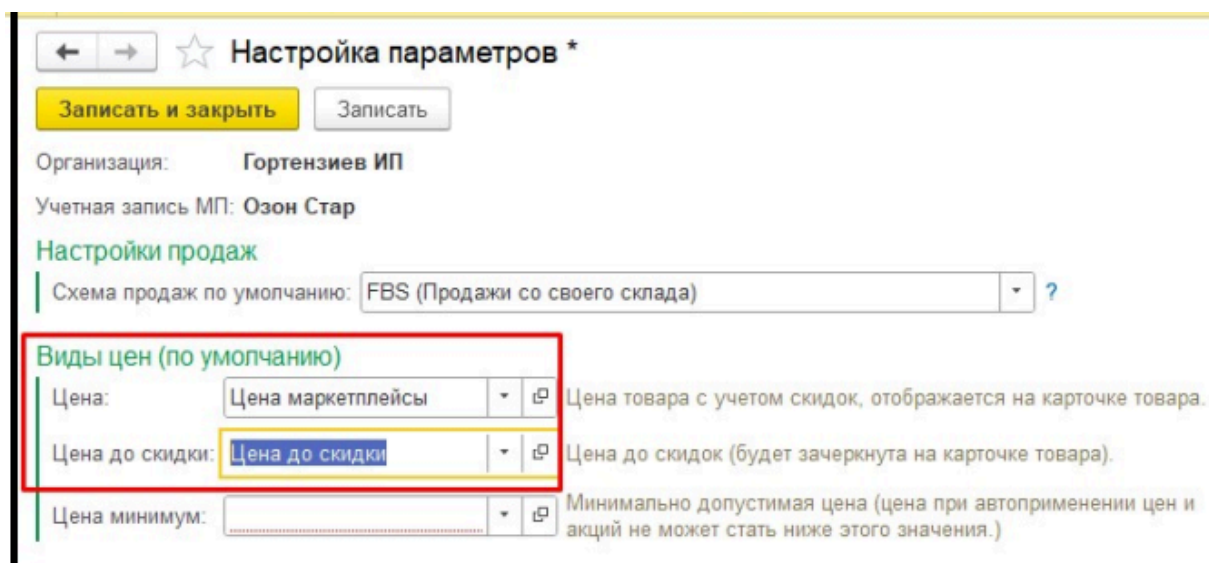 Настройка параметров *
Записать и закрыть Записать
Организация: Гортензиев ИП
Учетная запись МП: Озон Стар
Настройки продаж
Схема продаж по умолчанию: FBS (Продажи со своего склада) ?
Виды цен (по умолчанию)
Цена: Цена маркетплейсы Цена товара с учетом скидок, отображается на карточке товара.
Цена до скидки: Цена до скидки Цена до скидок (будет зачеркнута на карточке товара).
Цена минимум: Минимально допустимая цена (цена при автоприменении цен и
акций не может стать ниже этого значения.)